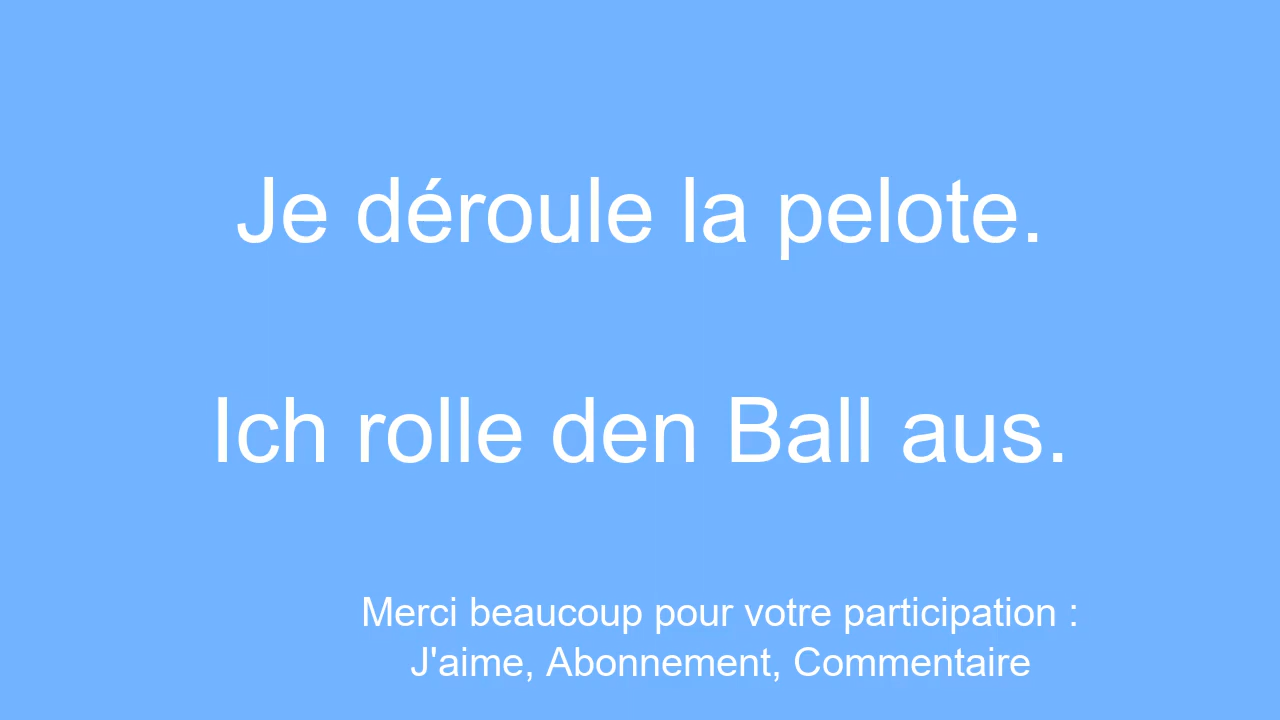 Je déroule la pelote.
Ich rolle den Ball aus.
Merci beaucoup pour votre participation :
J'aime, Abonnement, Commentaire